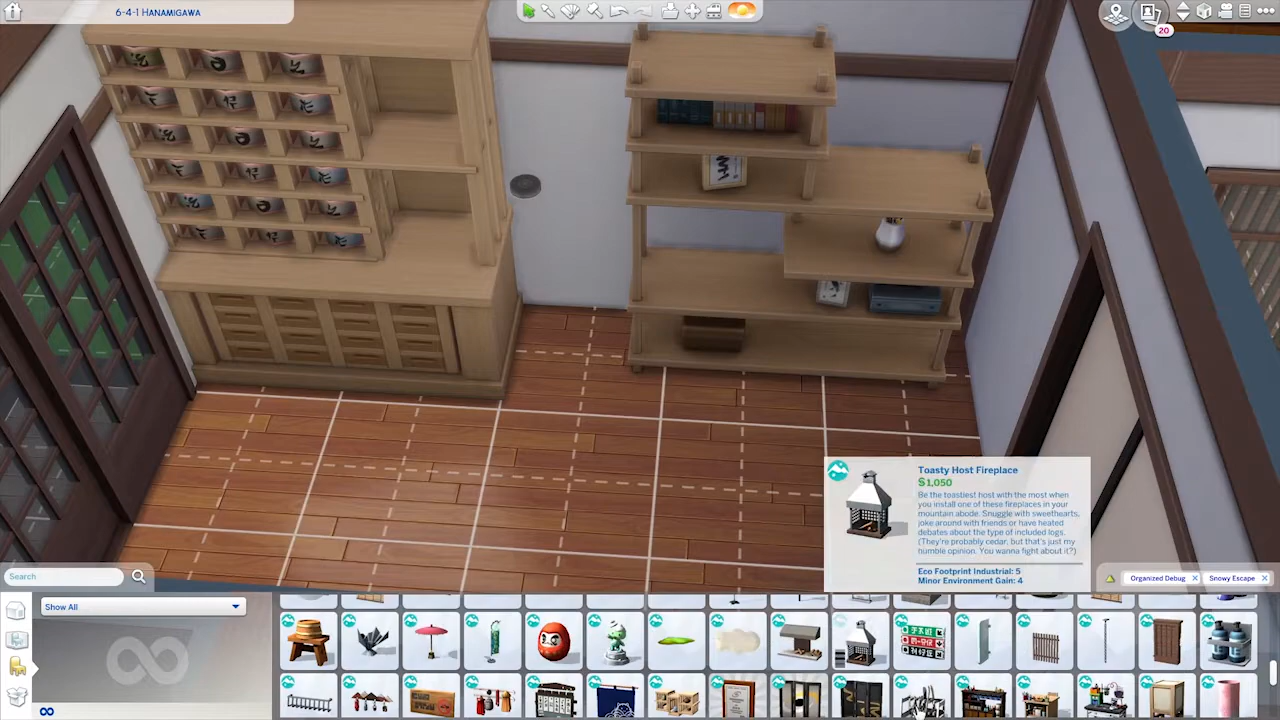 6-4-1 HANAMIGAWA
20
Toasty Host Fireplace
§1,050
Be the toastiest host with the most when
you install one of these fireplaces in your
mountain abode. Snuggle with sweethearts,
joke around with friends or have heated
debates about the type of included logs.
(They're probably cedar, but that's just my
humble opinion. You wanna fight about it?)
Eco Footprint Industrial: 5
Minor Environment Gain: 4
Search
Organized Debug
Snowy Escape
Show All